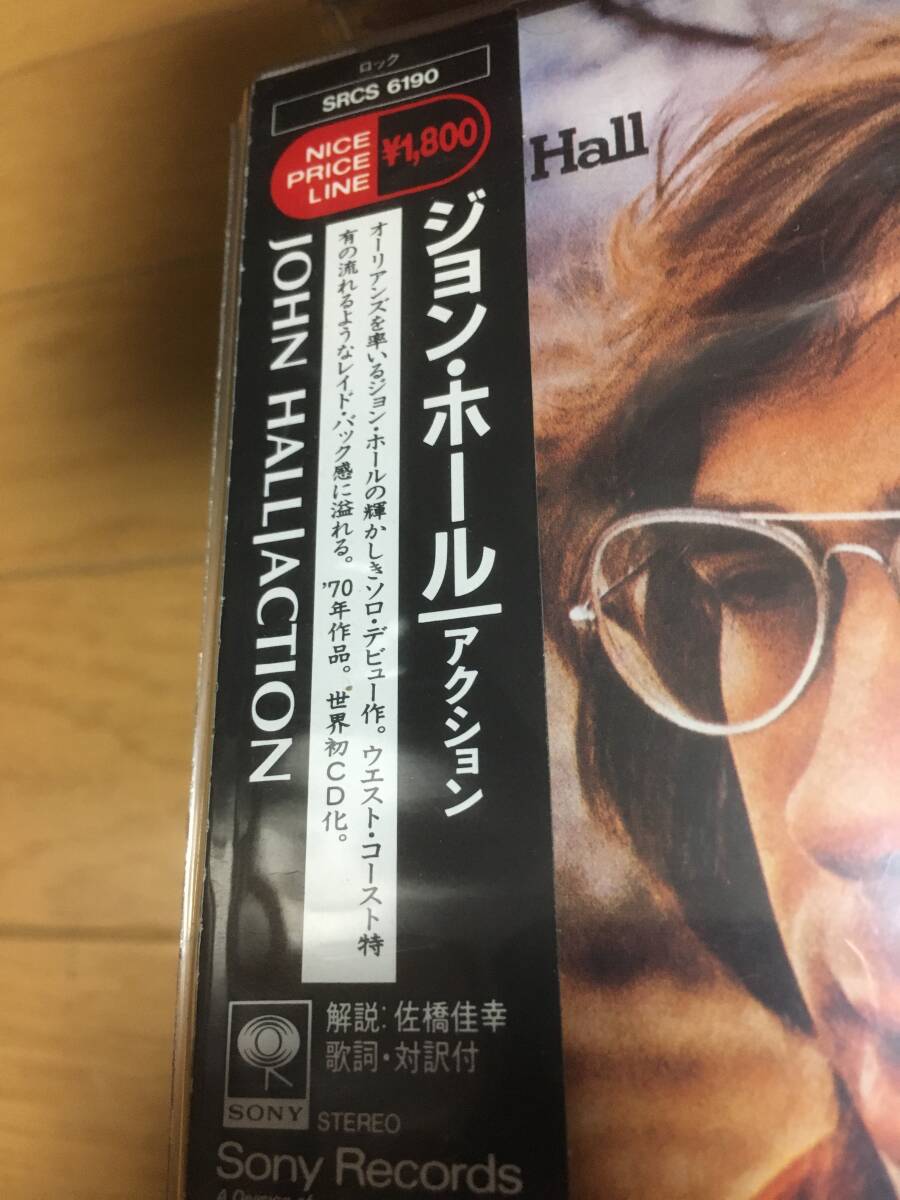 ロック
SRCS 6190
NICE
PRICE
LINE
¥1,800
Hall
ジョン・ホール/アクション
オーリアンズを率いるジョン・ホールの輝かしきソロ・デビュー作。ウエスト・コースト特
有の流れるようなレイド・バック感に溢れる。'70年作品。世界初CD化。
JOHN HALL/ACTION
解説:佐橋佳幸
歌詞・対訳付
SONY
STEREO
Sony Records
A Division of